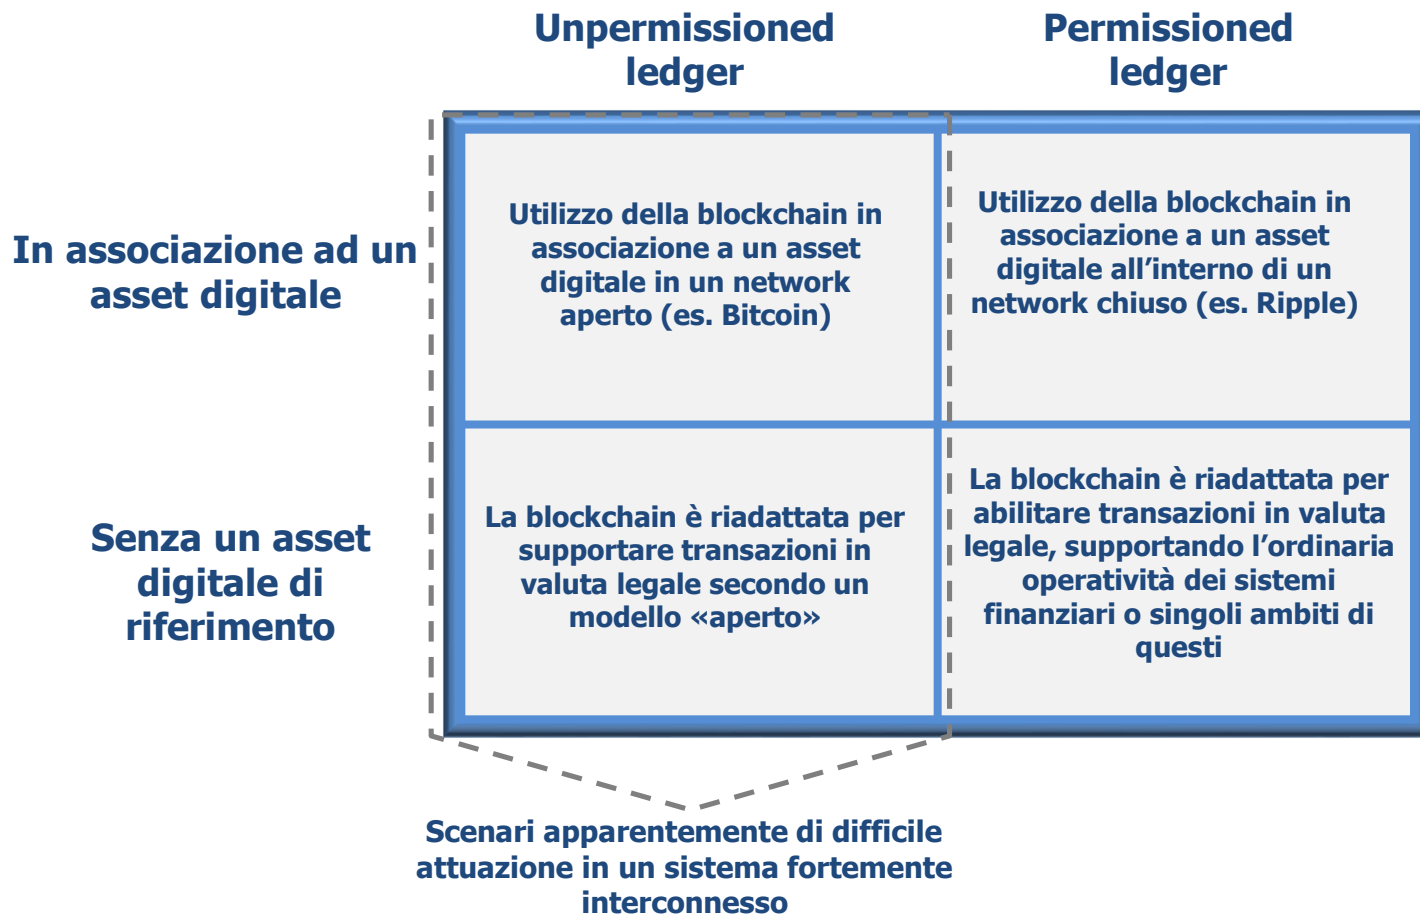 Unpermissioned
ledger
Permissioned
ledger
In associazione ad un
asset digitale
Utilizzo della blockchain in
associazione a un asset
digitale in un network
aperto (es. Bitcoin)
Utilizzo della blockchain in
associazione a un asset
digitale all’interno di un
network chiuso (es. Ripple)
Senza un asset
digitale di
riferimento
La blockchain è riadattata per
supportare transazioni in
valuta legale secondo un
modello «aperto»
La blockchain è riadattata per
abilitare transazioni in valuta
legale, supportando l’ordinaria
operatività dei sistemi
finanziari o singoli ambiti di
questi
Scenari apparentemente di difficile
attuazione in un sistema fortemente
interconnesso